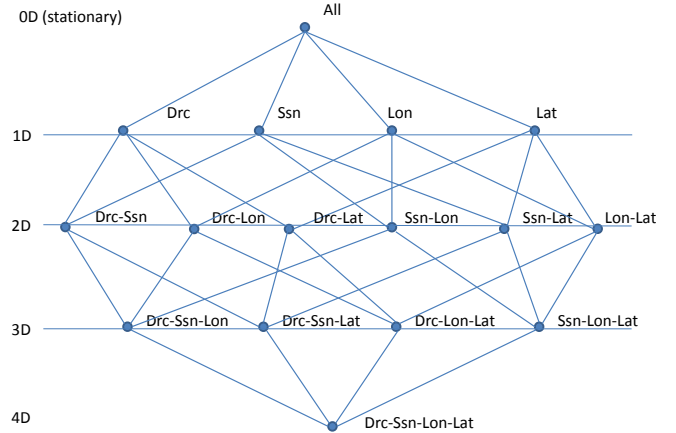 All
0D (stationary)
Drc
Ssn
Lon
Lat
1D
2D
Drc-Ssn
Drc-Lon
Drc-Lat
Ssn-Lon
Ssn-Lat
Lon-Lat
3D
Drc-Ssn-Lon
Drc-Ssn-Lat
Drc-Lon-Lat
Ssn-Lon-Lat
4D
Drc-Ssn-Lon-Lat